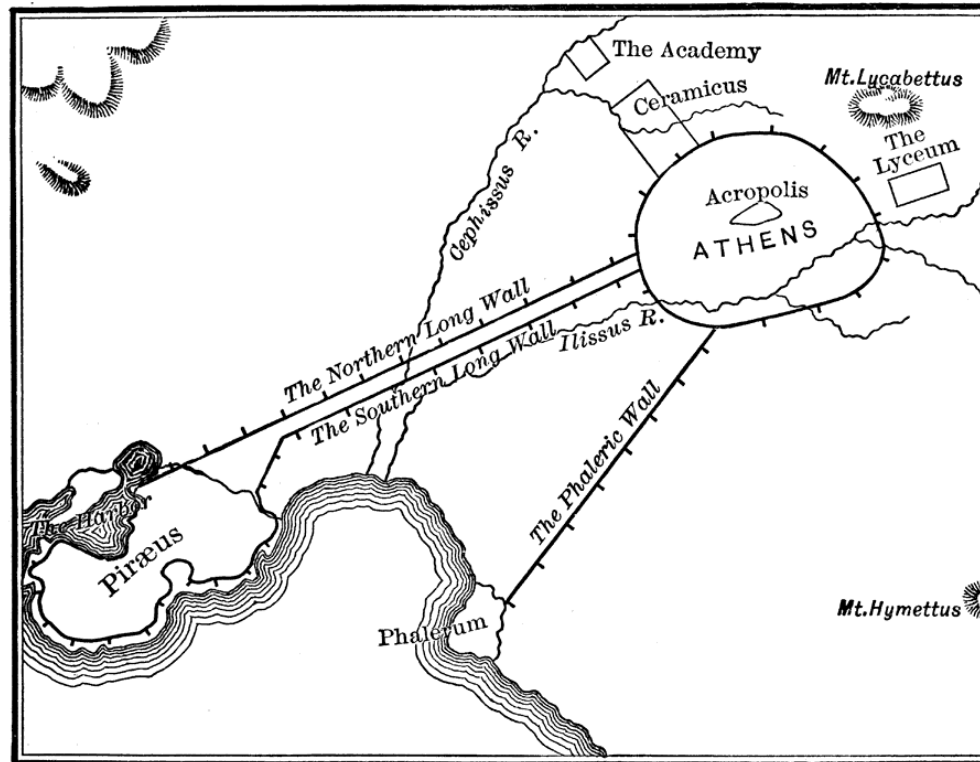 The Academy
Ceramicus
Mt. Lycabettus
The
Lyceum
Cephissus R.
Acropolis
ATHENS
The Northern Long Wall
The Southern Long Wall
Ilissus R.
The Phaleric Wall
The Harbor
Piræus
Phalerum
Mt. Hymettus